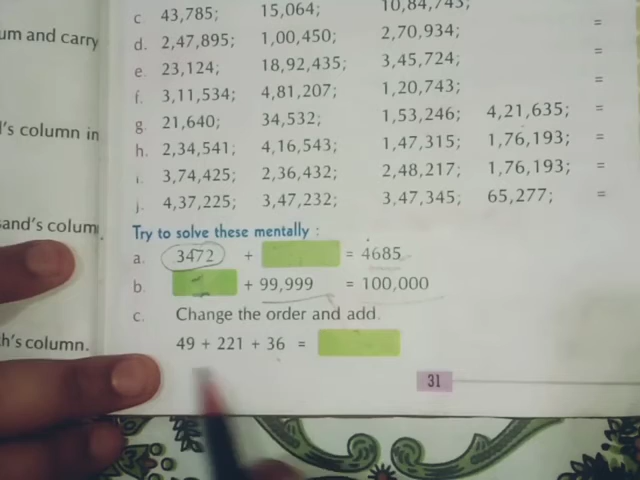 c. 43,785; 15,064; 10,84,743;
um and carry
d. 2,47,895; 1,00,450; 2,70,934; =
e. 23,124; 18,92,435; 3,45,724; =
f. 3,11,534; 4,81,207; 1,20,743; =
g. 21,640; 34,532; 1,53,246; 4,21,635; =
's column in
h. 2,34,541; 4,16,543; 1,47,315; 1,76,193; =
i. 3,74,425; 2,36,432; 2,48,217; 1,76,193; =
j. 4,37,225; 3,47,232; 3,47,345; 65,277; =
sand's colum
Try to solve these mentally :
a. 3472 + = 4685
b. + 99,999 = 100,000
c. Change the order and add.
h's column.
49 + 221 + 36 =
31